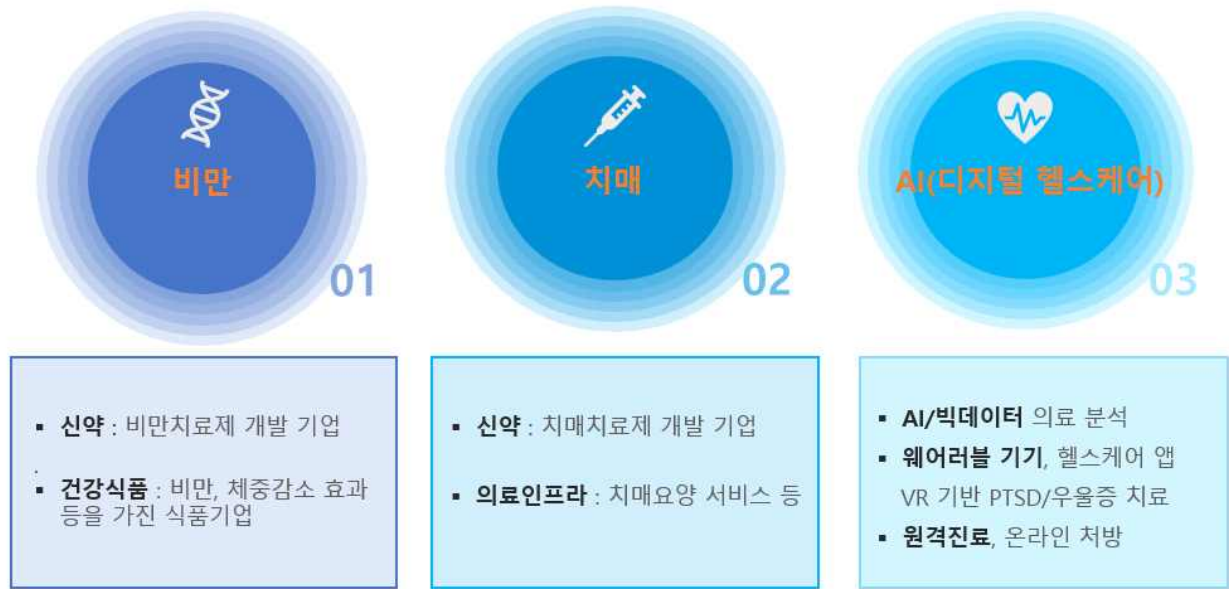 비만
01
▪ 신약 : 비만치료제 개발 기업
.
▪ 건강식품 : 비만, 체중감소 효과
등을 가진 식품기업
치매
02
▪ 신약 : 치매치료제 개발 기업
▪ 의료인프라 : 치매요양 서비스 등
AI(디지털 헬스케어)
03
▪ AI/빅데이터 의료 분석
▪ 웨어러블 기기, 헬스케어 앱
VR 기반 PTSD/우울증 치료
▪ 원격진료, 온라인 처방